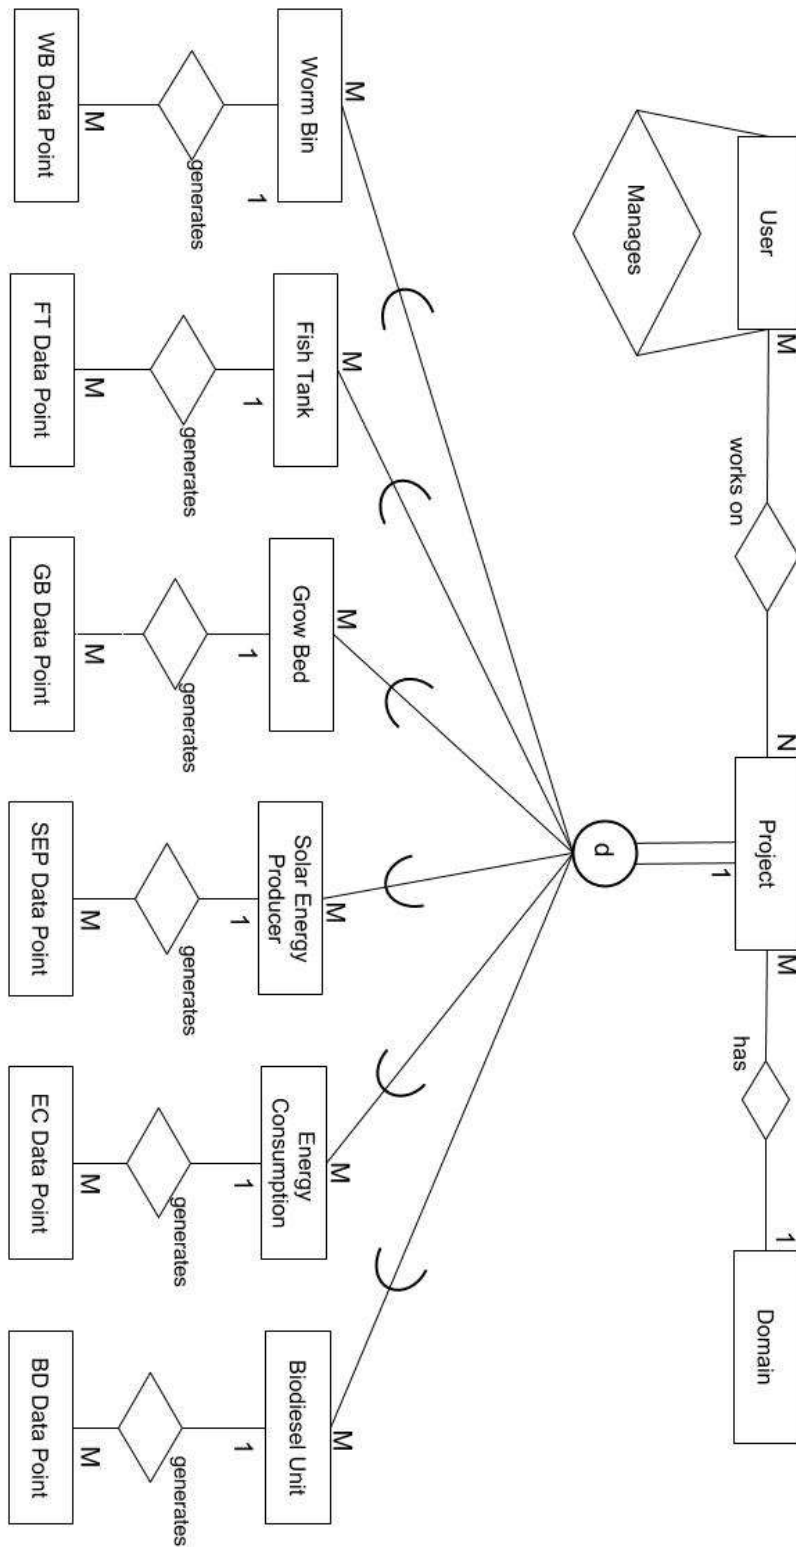 User
M
works on
N
Project
M
has
1
Domain
1
Manages
d
M
M
M
M
M
M
Worm Bin
Fish Tank
Grow Bed
Solar Energy
Producer
Energy
Consumption
Biodiesel Unit
1
1
1
1
1
1
generates
generates
generates
generates
generates
generates
M
M
M
M
M
M
WB Data Point
FT Data Point
GB Data Point
SEP Data Point
EC Data Point
BD Data Point